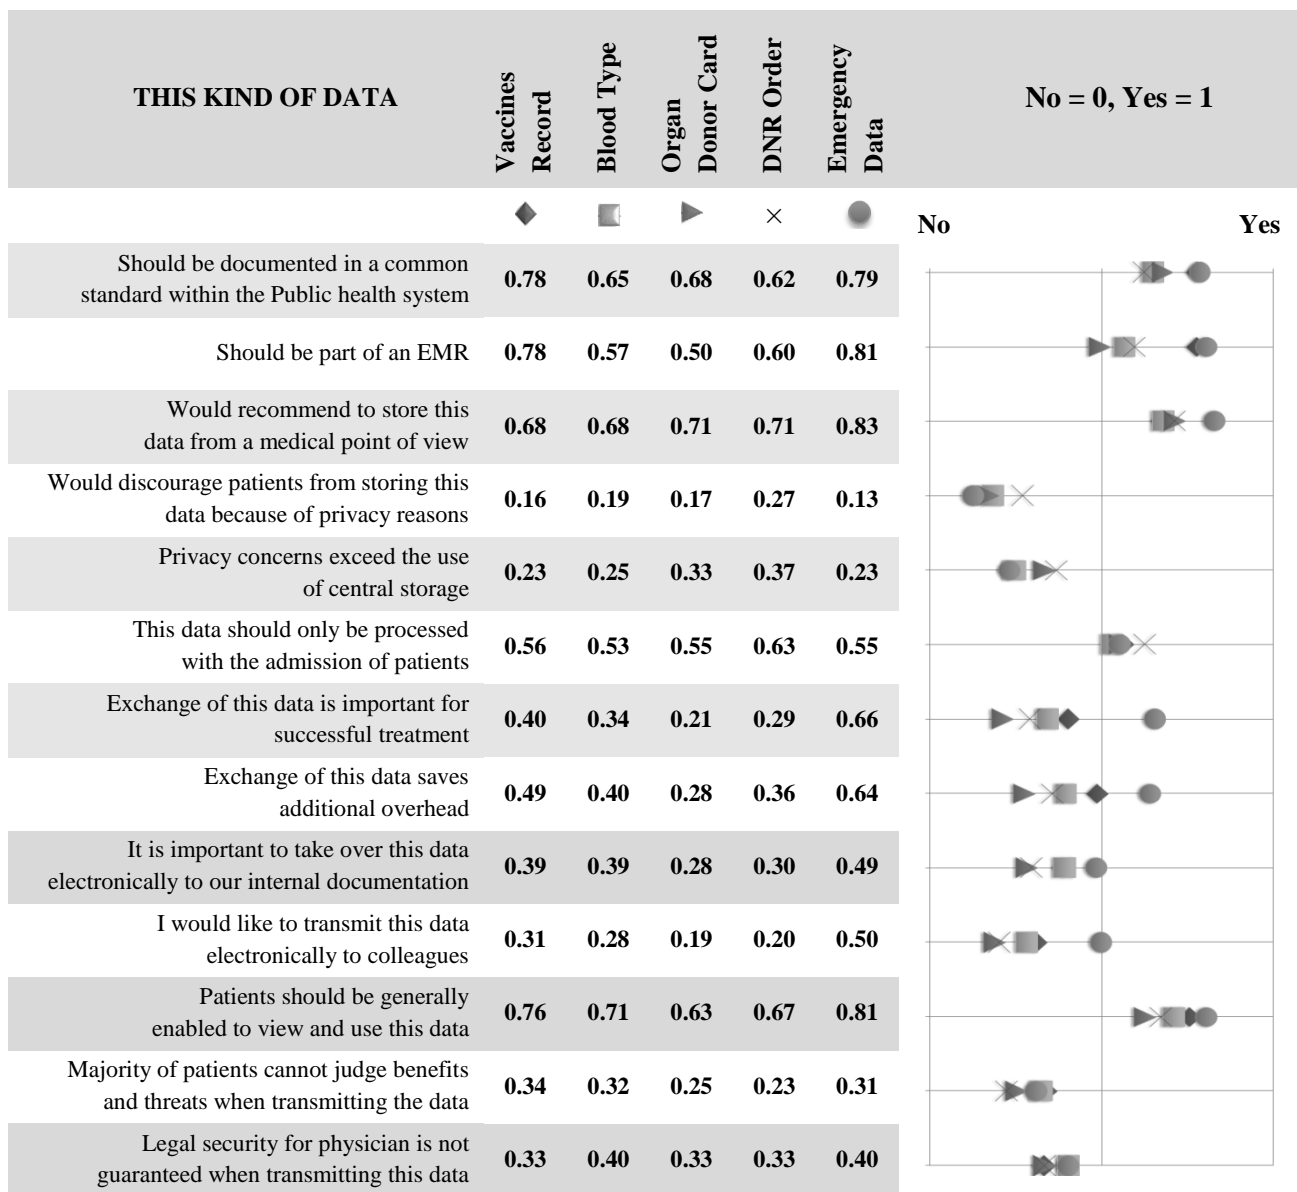 THIS KIND OF DATA
Vaccines
Record
Blood Type
Organ
Donor Card
DNR Order
Emergency
Data
No = 0, Yes = 1
No Yes
Should be documented in a common
standard within the Public health system
0.78 0.65 0.68 0.62 0.79
Should be part of an EMR 0.78 0.57 0.50 0.60 0.81
Would recommend to store this
data from a medical point of view
0.68 0.68 0.71 0.71 0.83
Would discourage patients from storing this
data because of privacy reasons
0.16 0.19 0.17 0.27 0.13
Privacy concerns exceed the use
of central storage
0.23 0.25 0.33 0.37 0.23
This data should only be processed
with the admission of patients
0.56 0.53 0.55 0.63 0.55
Exchange of this data is important for
successful treatment
0.40 0.34 0.21 0.29 0.66
Exchange of this data saves
additional overhead
0.49 0.40 0.28 0.36 0.64
It is important to take over this data
electronically to our internal documentation
0.39 0.39 0.28 0.30 0.49
I would like to transmit this data
electronically to colleagues
0.31 0.28 0.19 0.20 0.50
Patients should be generally
enabled to view and use this data
0.76 0.71 0.63 0.67 0.81
Majority of patients cannot judge benefits
and threats when transmitting the data
0.34 0.32 0.25 0.23 0.31
Legal security for physician is not
guaranteed when transmitting this data
0.33 0.40 0.33 0.33 0.40